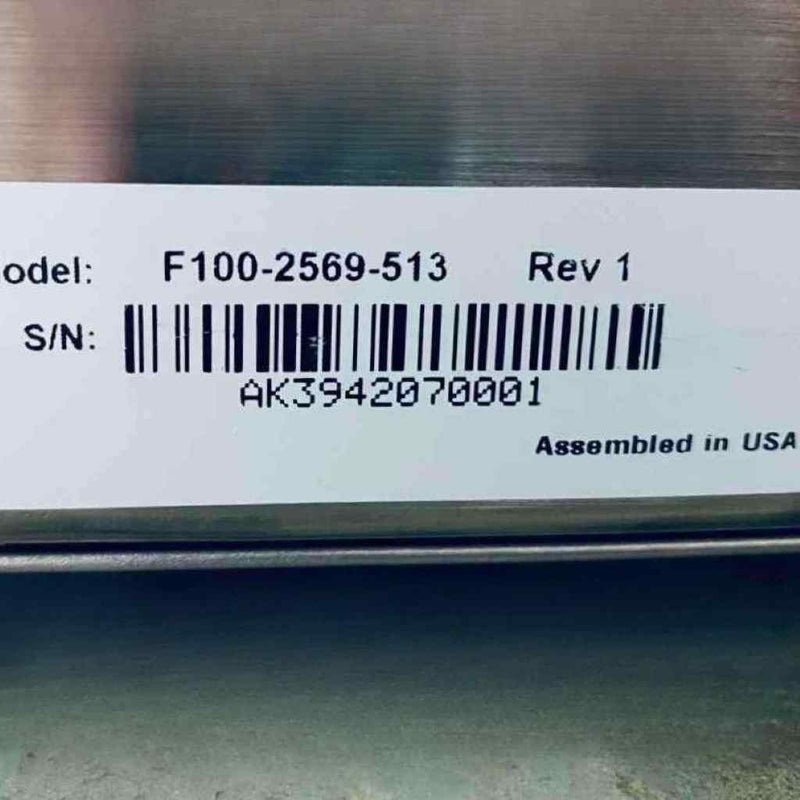 odel: F100-2569-513 Rev 1
S/N:
AK3942070001
Assembled in USA